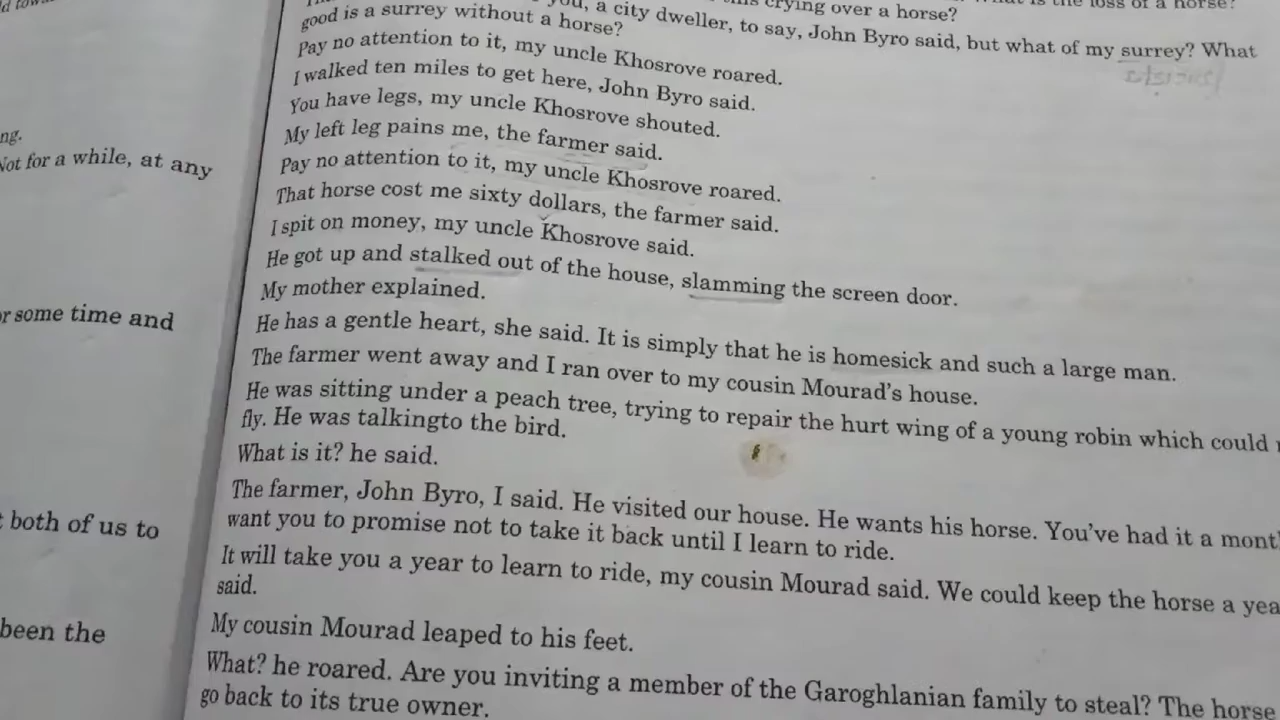 crying over a horse?
is the loss of a horse?
you, a city dweller, to say, John Byro said, but what of my surrey? What
good is a surrey without a horse?
Pay no attention to it, my uncle Khosrove roared.
I walked ten miles to get here, John Byro said.
You have legs, my uncle Khosrove shouted.
My left leg pains me, the farmer said.
Pay no attention to it, my uncle Khosrove roared.
That horse cost me sixty dollars, the farmer said.
I spit on money, my uncle Khosrove said.
He got up and stalked out of the house, slamming the screen door.
My mother explained.
He has a gentle heart, she said. It is simply that he is homesick and such a large man.
The farmer went away and I ran over to my cousin Mourad's house.
He was sitting under a peach tree, trying to repair the hurt wing of a young robin which could
fly. He was talkingto the bird.
What is it? he said.
The farmer, John Byro, I said. He visited our house. He wants his horse. You've had it a mont
want you to promise not to take it back until I learn to ride.
It will take you a year to learn to ride, my cousin Mourad said. We could keep the horse a yea
said.
My cousin Mourad leaped to his feet.
What? he roared. Are you inviting a member of the Garoghlanian family to steal? The horse
go back to its true owner.
ng.
Not for a while, at any
r some time and
both of us to
been the